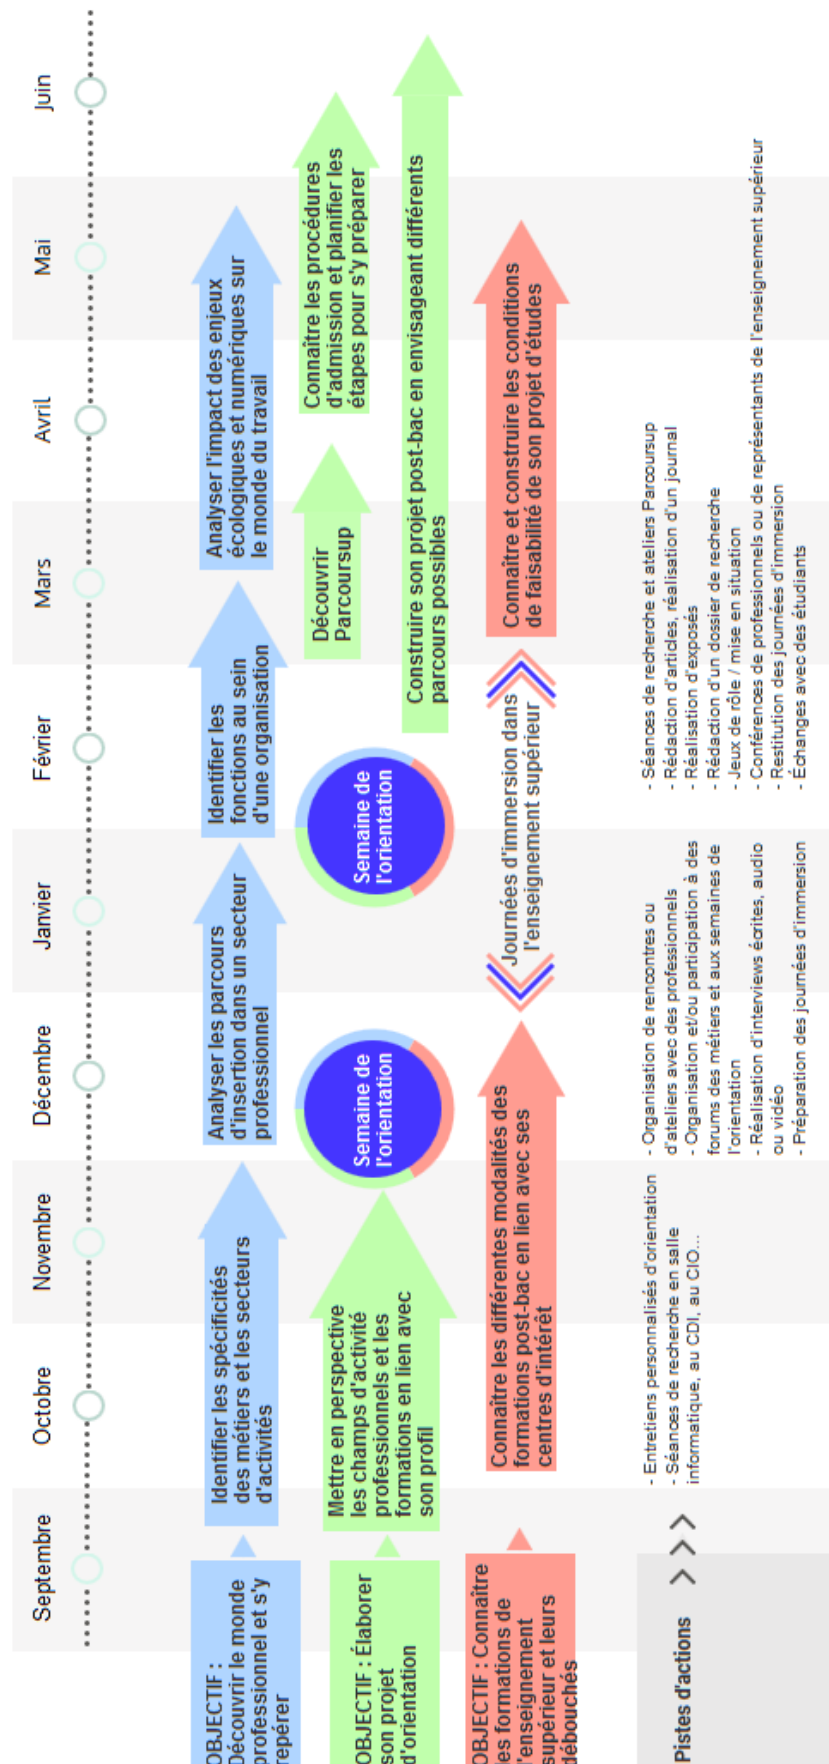 Septembre
Octobre
Novembre
Décembre
Janvier
Février
Mars
Avril
Mai
Juin
OBJECTIF :
Découvrir le monde
professionnel et s'y
repérer
Identifier les spécificités
des métiers et les secteurs
d'activités
Analyser les parcours
d'insertion dans un secteur
professionnel
Identifier les
fonctions au sein
d'une organisation
Analyser l'impact des enjeux
écologiques et numériques sur
le monde du travail
OBJECTIF : Élaborer
son projet
d'orientation
Mettre en perspective
les champs d'activité
professionnels et les
formations en lien avec
son profil
Semaine de
l'orientation
Semaine de
l'orientation
Découvrir
Parcoursup
Connaître les procédures
d'admission et planifier les
étapes pour s'y préparer
Construire son projet post-bac en envisageant différents
parcours possibles
OBJECTIF : Connaître
les formations de
l'enseignement
supérieur et leurs
débouchés
Connaître les différentes modalités des
formations post-bac en lien avec ses
centres d'intérêt
Journées d'immersion dans
l'enseignement supérieur
Connaître et construire les conditions
de faisabilité de son projet d'études
Pistes d'actions
- Entretiens personnalisés d'orientation
- Séances de recherche en salle
informatique, au CDI, au CIO...
- Organisation de rencontres ou
d'ateliers avec des professionnels
- Organisation et/ou participation à des
forums des métiers et aux semaines de
l'orientation
- Réalisation d'interviews écrites, audio
ou vidéo
- Préparation des journées d'immersion
- Séances de recherche et ateliers Parcoursup
- Rédaction d'articles, réalisation d'un journal
- Réalisation d'exposés
- Rédaction d'un dossier de recherche
- Jeux de rôle / mise en situation
- Conférences de professionnels ou de représentants de l'enseignement supérieur
- Restitution des journées d'immersion
- Échanges avec des étudiants